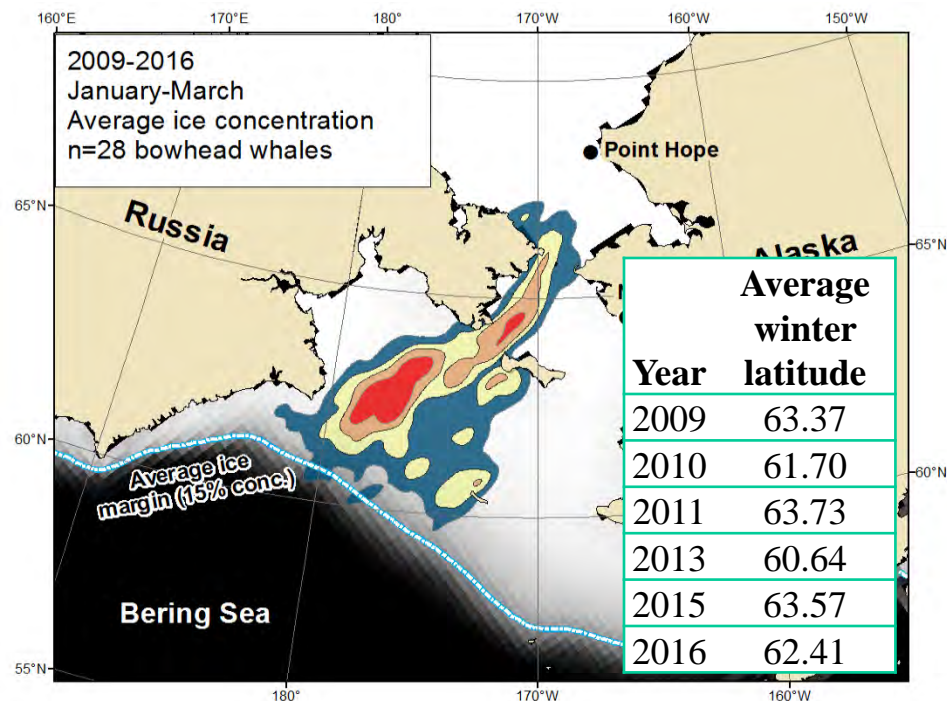 160°E 170°E 180° 170°W 160°W 150°W
2009-2016
January-March
Average ice concentration
n=28 bowhead whales
Point Hope
65°N
Russia
65°N
Alaska
Average
winter
Year latitude
2009 63.37
2010 61.70
2011 63.73
2013 60.64
2015 63.57
2016 62.41
60°N
60°N
Average ice
margin (15% conc.)
Bering Sea
55°N
180° 170°W 160°W